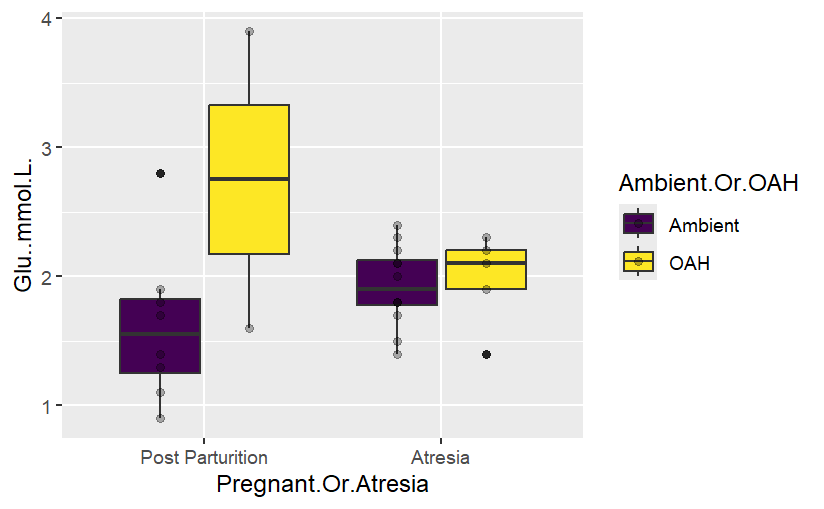 4
3
2
1
Glu..mmol.L.
Post Parturition
Atresia
Pregnant.Or.Atresia
Ambient.Or.OAH
Ambient
OAH